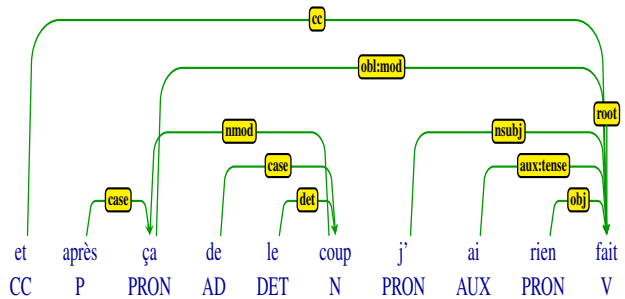 cc
obl:mod
root
nmod nsubj
case aux:tense
case det obj
et après ça de le coup j' ai rien fait
CC P PRON AD DET N PRON AUX PRON V